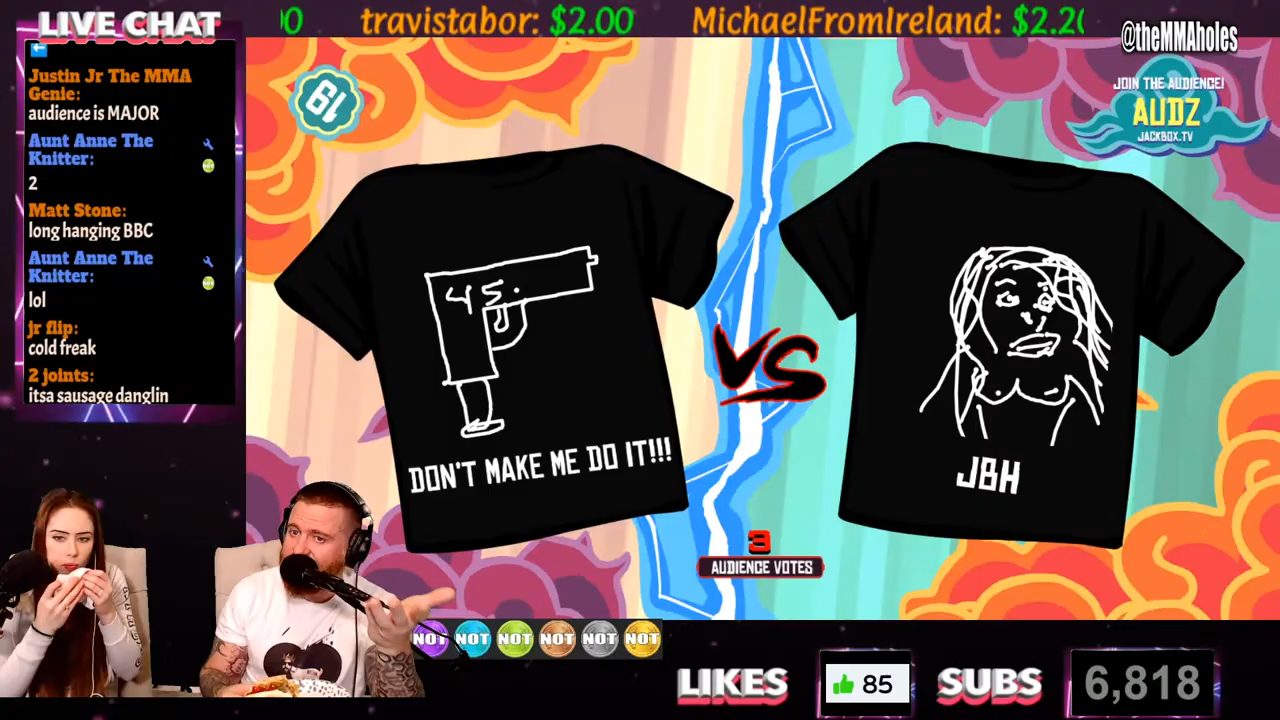 LIVE CHAT
00 travistabor: $2.00 MichaelFromIreland: $2.20
@theMMAholes
JOIN THE AUDIENCE!
AUDZ
JACKBOX.TV
19
Justin Jr The MMA
Genie:
audience is MAJOR
Aunt Anne The
Knitter:
2
Matt Stone:
long hanging BBC
Aunt Anne The
Knitter:
lol
jr flip:
cold freak
2 joints:
itsa sausage danglin
45.
DON'T MAKE ME DO IT!!!
VS
JBH
3
AUDIENCE VOTES
NOT NOT NOT NOT NOT NOT
LIKES 85 SUBS 6,818